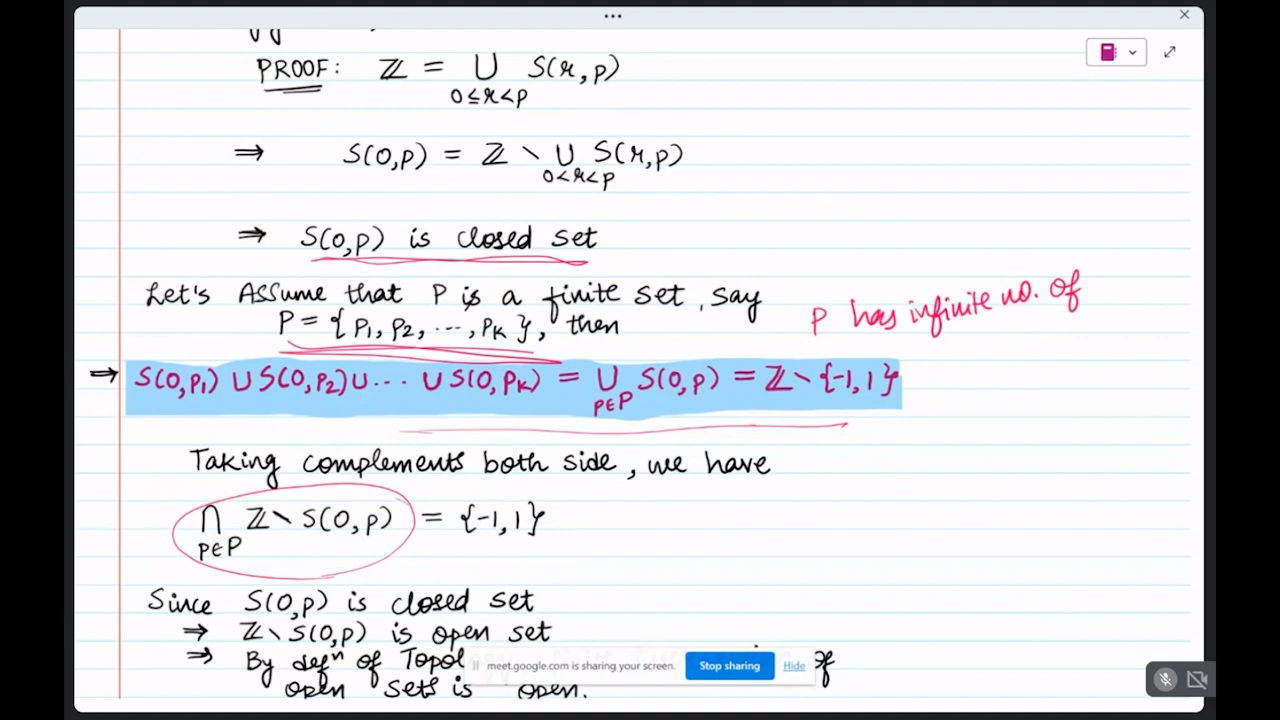 PROOF: ℤ = ∪ S(r,p)
0≤r<p
⇒ S(0,p) = ℤ \ ∪ S(r,p)
0<r<p
⇒ S(0,p) is closed set
Let's Assume that P is a finite set, say
P has infinite no. of
P = {p₁, p₂, ..., pₖ}, then
⇒ S(0,p₁) ∪ S(0,p₂) ∪ ... ∪ S(0,pₖ) = ∪ S(0,p) = ℤ \ {-1,1}
p∈P
Taking complements both side, we have
∩ ℤ \ S(0,p) = {-1,1}
p∈P
Since S(0,p) is closed set
⇒ ℤ \ S(0,p) is open set
⇒ By defⁿ of of
meet.google.com is sharing your screen. Stop sharing Hide
open sets is open.